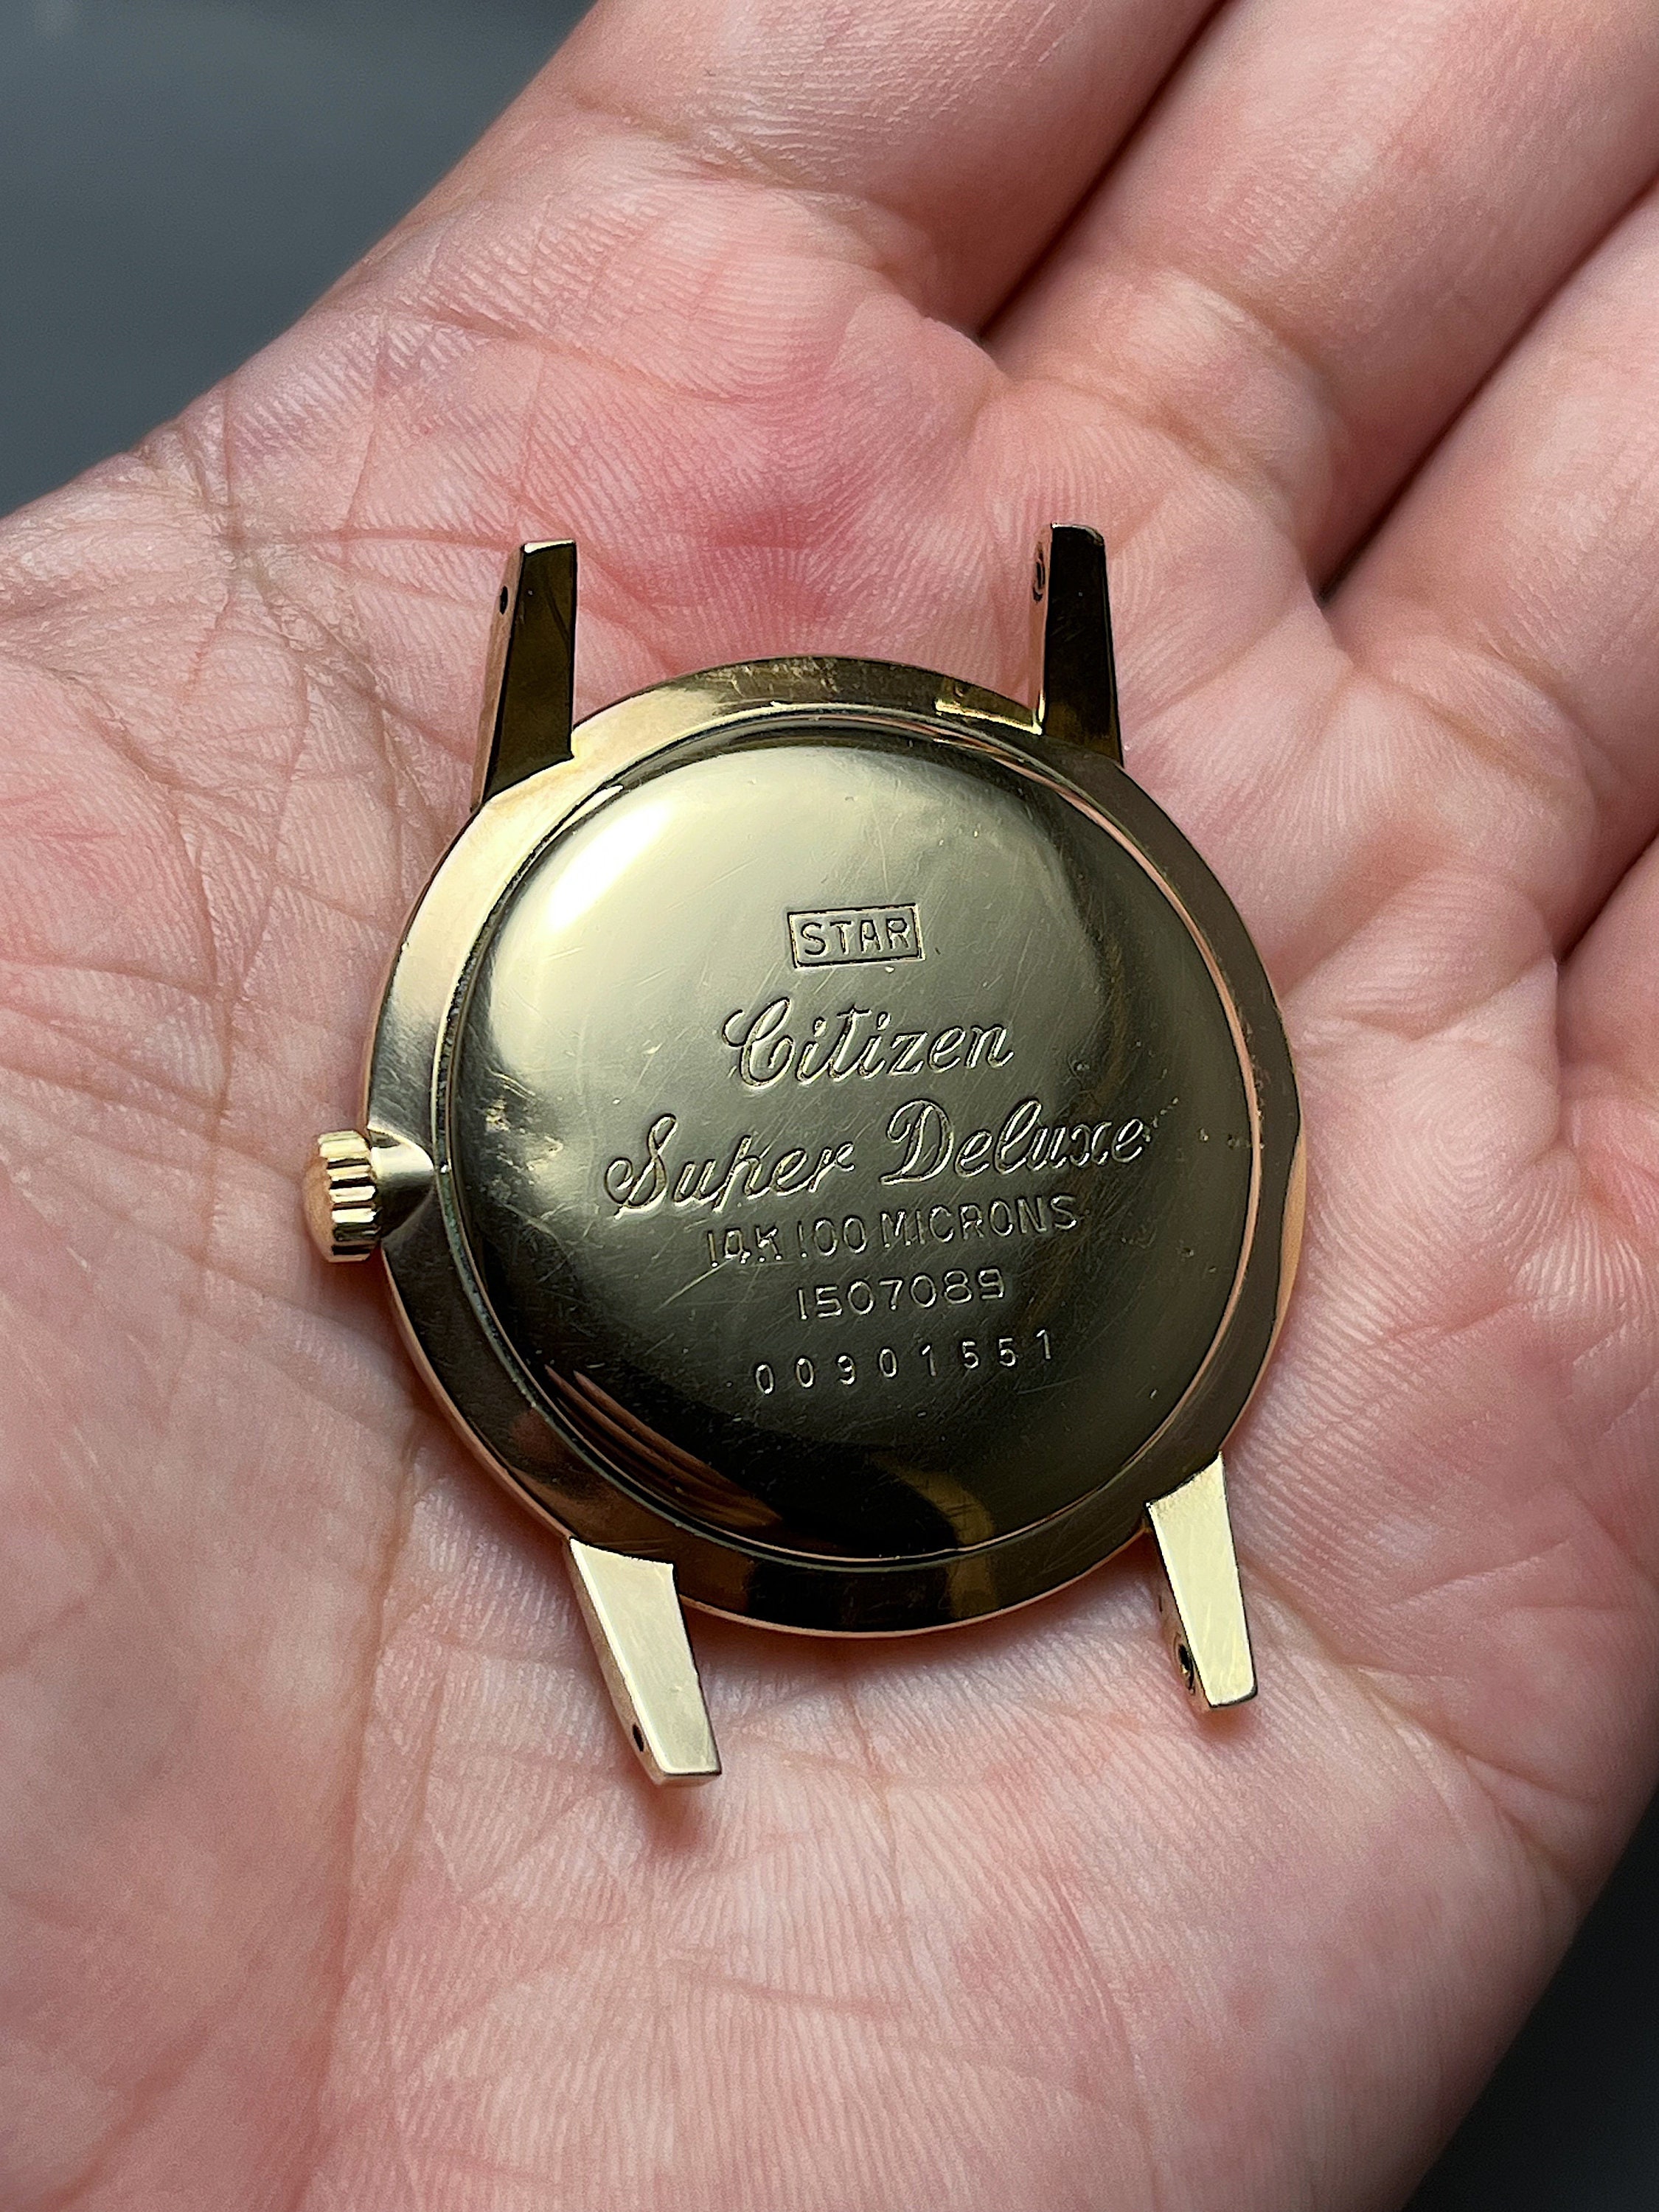 STAR
Citizen
Super Deluxe
14K 100 MICRONS
1507089
00901551